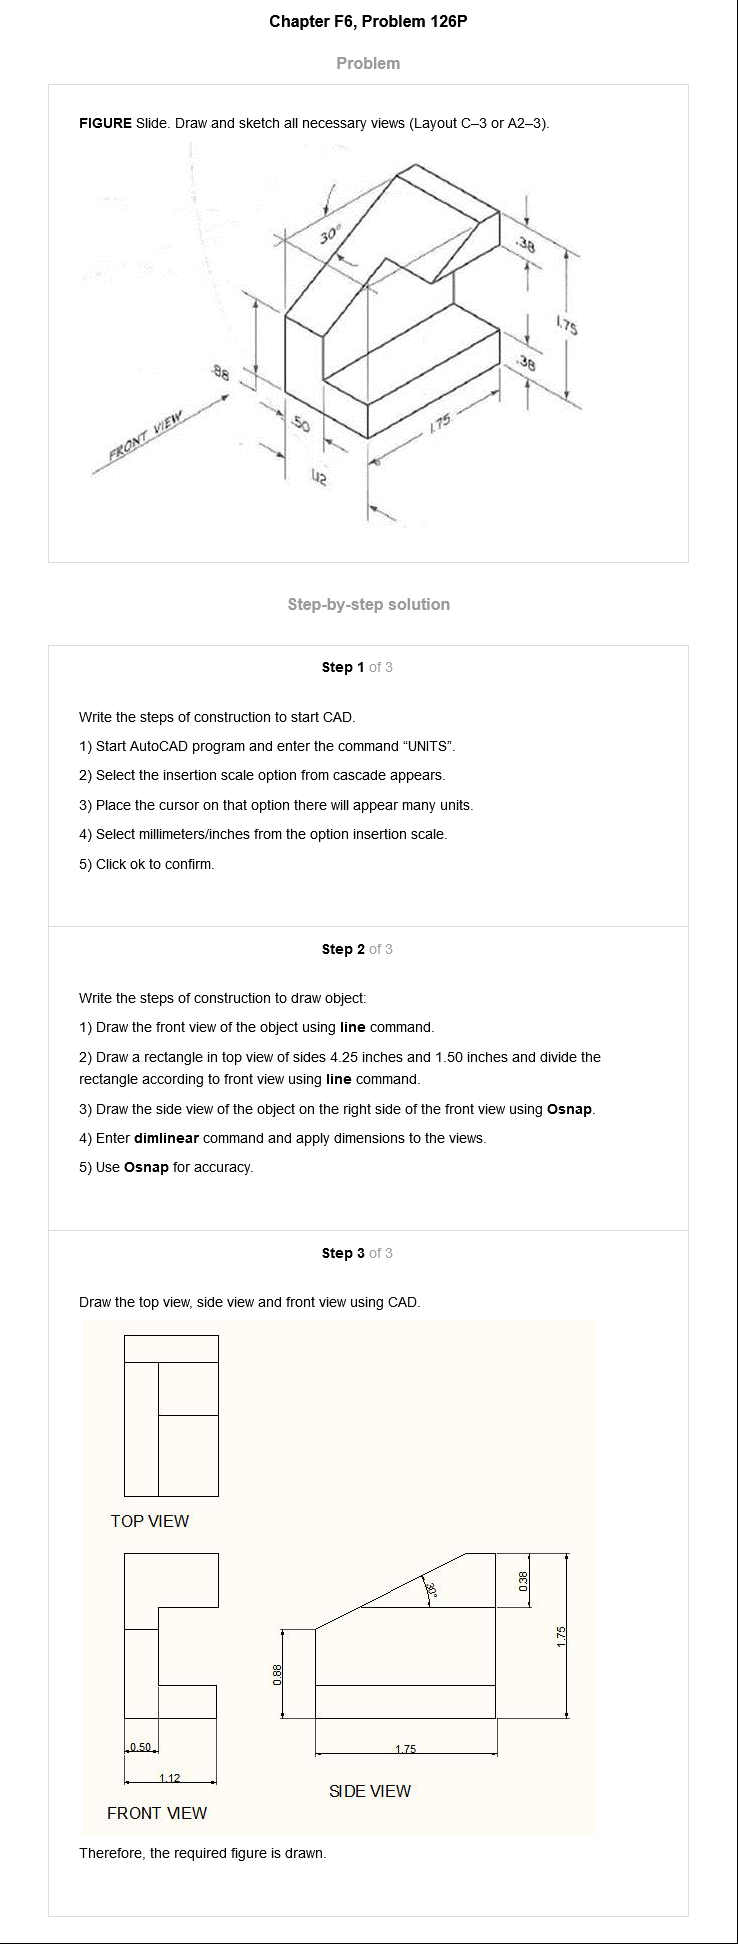 Chapter F6, Problem 126P
Problem
FIGURE Slide. Draw and sketch all necessary views (Layout C–3 or A2–3).
30°
.38
1.75
.38
.88
FRONT VIEW
.50
1.75
1.12
Step-by-step solution
Step 1 of 3
Write the steps of construction to start CAD.
1) Start AutoCAD program and enter the command “UNITS”.
2) Select the insertion scale option from cascade appears.
3) Place the cursor on that option there will appear many units.
4) Select millimeters/inches from the option insertion scale.
5) Click ok to confirm.
Step 2 of 3
Write the steps of construction to draw object:
1) Draw the front view of the object using line command.
2) Draw a rectangle in top view of sides 4.25 inches and 1.50 inches and divide the
rectangle according to front view using line command.
3) Draw the side view of the object on the right side of the front view using Osnap.
4) Enter dimlinear command and apply dimensions to the views.
5) Use Osnap for accuracy.
Step 3 of 3
Draw the top view, side view and front view using CAD.
TOP VIEW
30°
0.38
1.75
0.88
0.50
1.75
1.12
SIDE VIEW
FRONT VIEW
Therefore, the required figure is drawn.